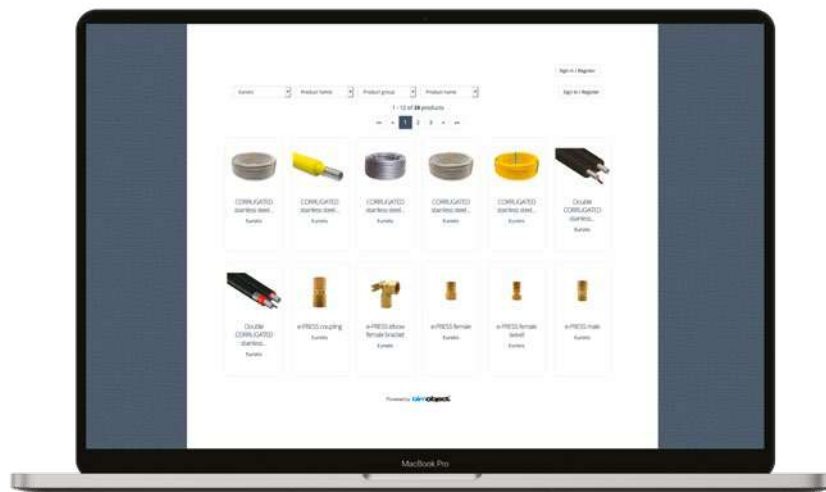 Sign in / Register
Eurotis Product family Product group Product name Sign in / Register
1 - 12 of 28 products
«« « 1 2 3 » »»
CORRUGATED CORRUGATED CORRUGATED CORRUGATED CORRUGATED Double
stainless steel... stainless steel... stainless steel... stainless steel... stainless steel... CORRUGATED
Eurotis Eurotis Eurotis Eurotis Eurotis stainless...
Eurotis
Double e-PRESS coupling e-PRESS elbow e-PRESS female e-PRESS female e-PRESS male
CORRUGATED Eurotis female bracket Eurotis swivel Eurotis
stainless... Eurotis Eurotis
Eurotis
Powered by bimobject
MacBook Pro